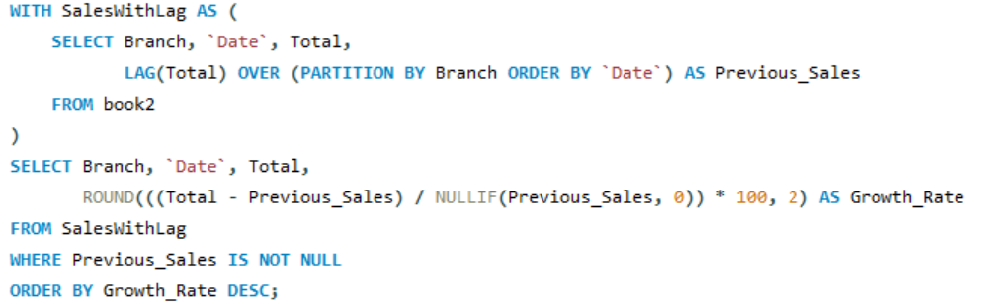 WITH SalesWithLag AS (
    SELECT Branch, `Date`, Total,
           LAG(Total) OVER (PARTITION BY Branch ORDER BY `Date`) AS Previous_Sales
    FROM book2
)
SELECT Branch, `Date`, Total,
       ROUND(((Total - Previous_Sales) / NULLIF(Previous_Sales, 0)) * 100, 2) AS Growth_Rate
FROM SalesWithLag
WHERE Previous_Sales IS NOT NULL
ORDER BY Growth_Rate DESC;